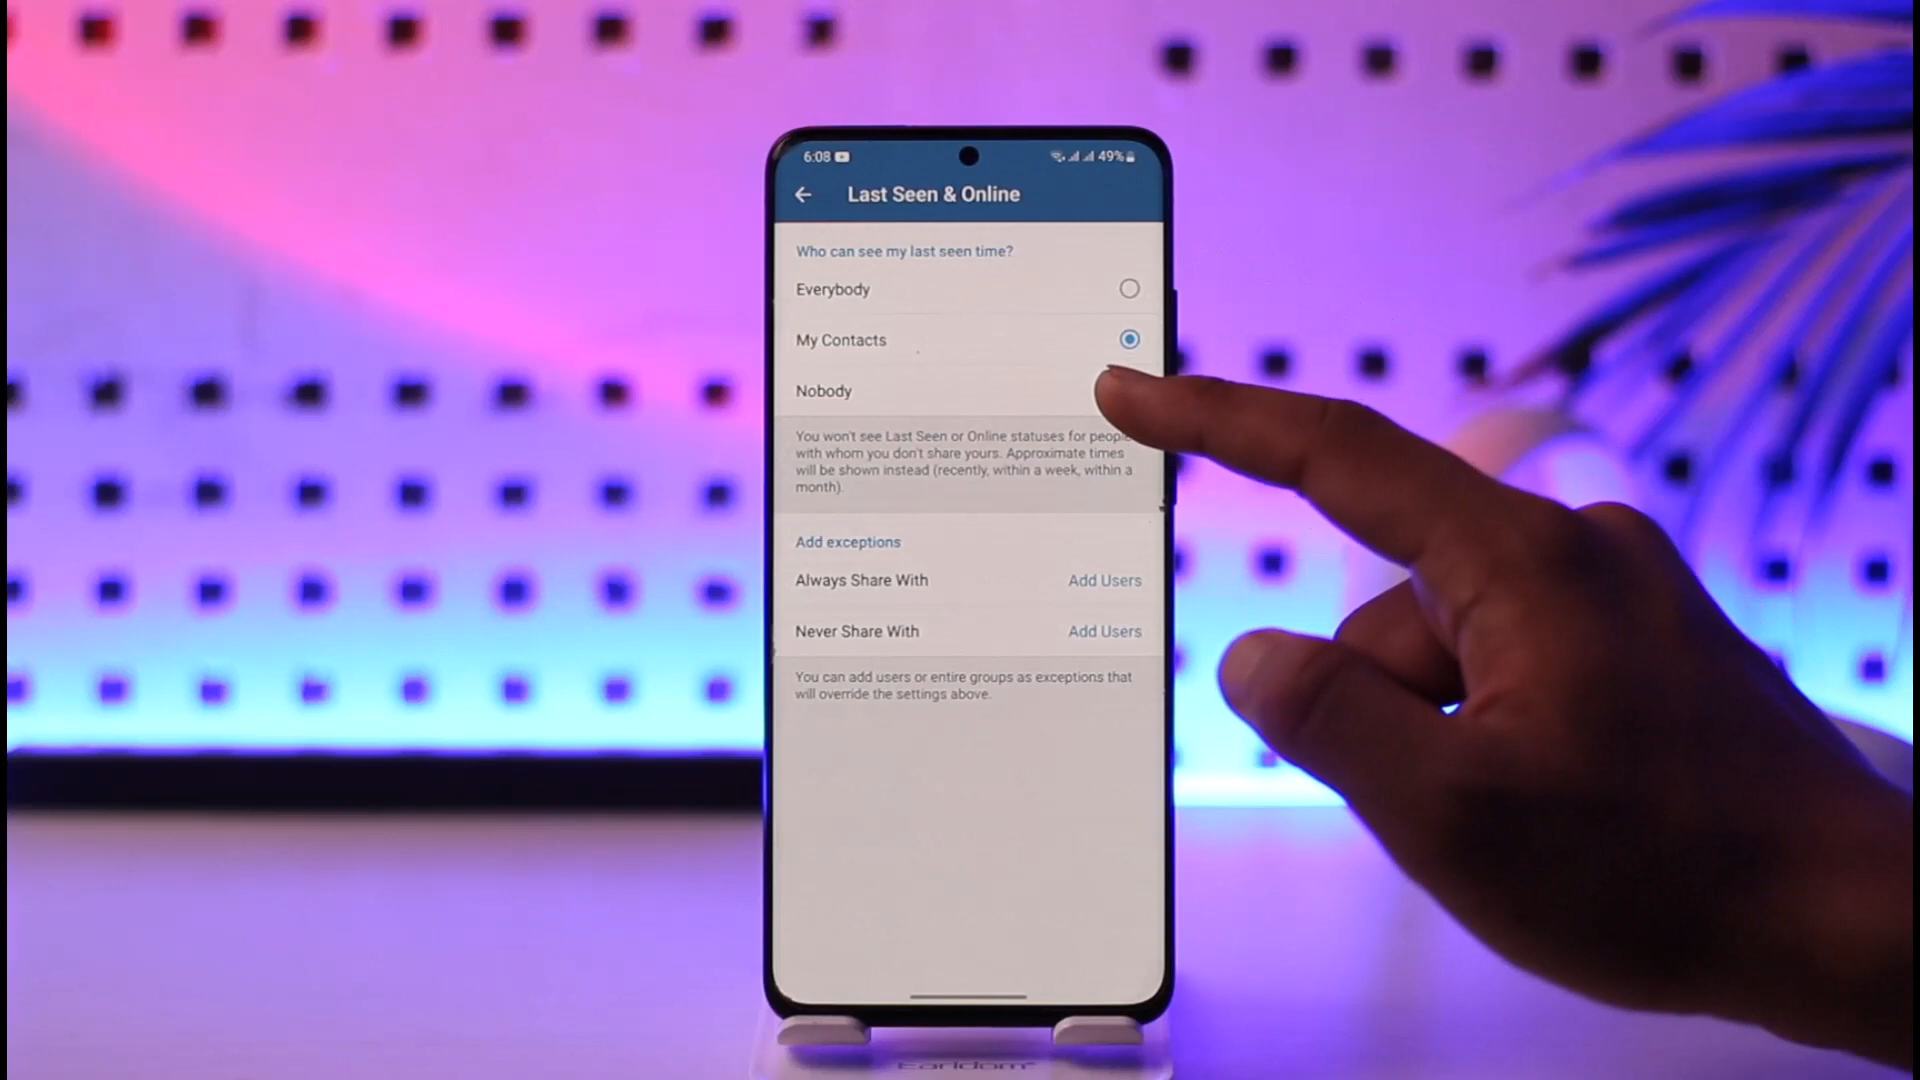 6:08 49%
Last Seen & Online
Who can see my last seen time?
Everybody
My Contacts
Nobody
You won't see Last Seen or Online statuses for people
with whom you don't share yours. Approximate times
will be shown instead (recently, within a week, within a
month).
Add exceptions
Always Share With Add Users
Never Share With Add Users
You can add users or entire groups as exceptions that
will override the settings above.
Earldom